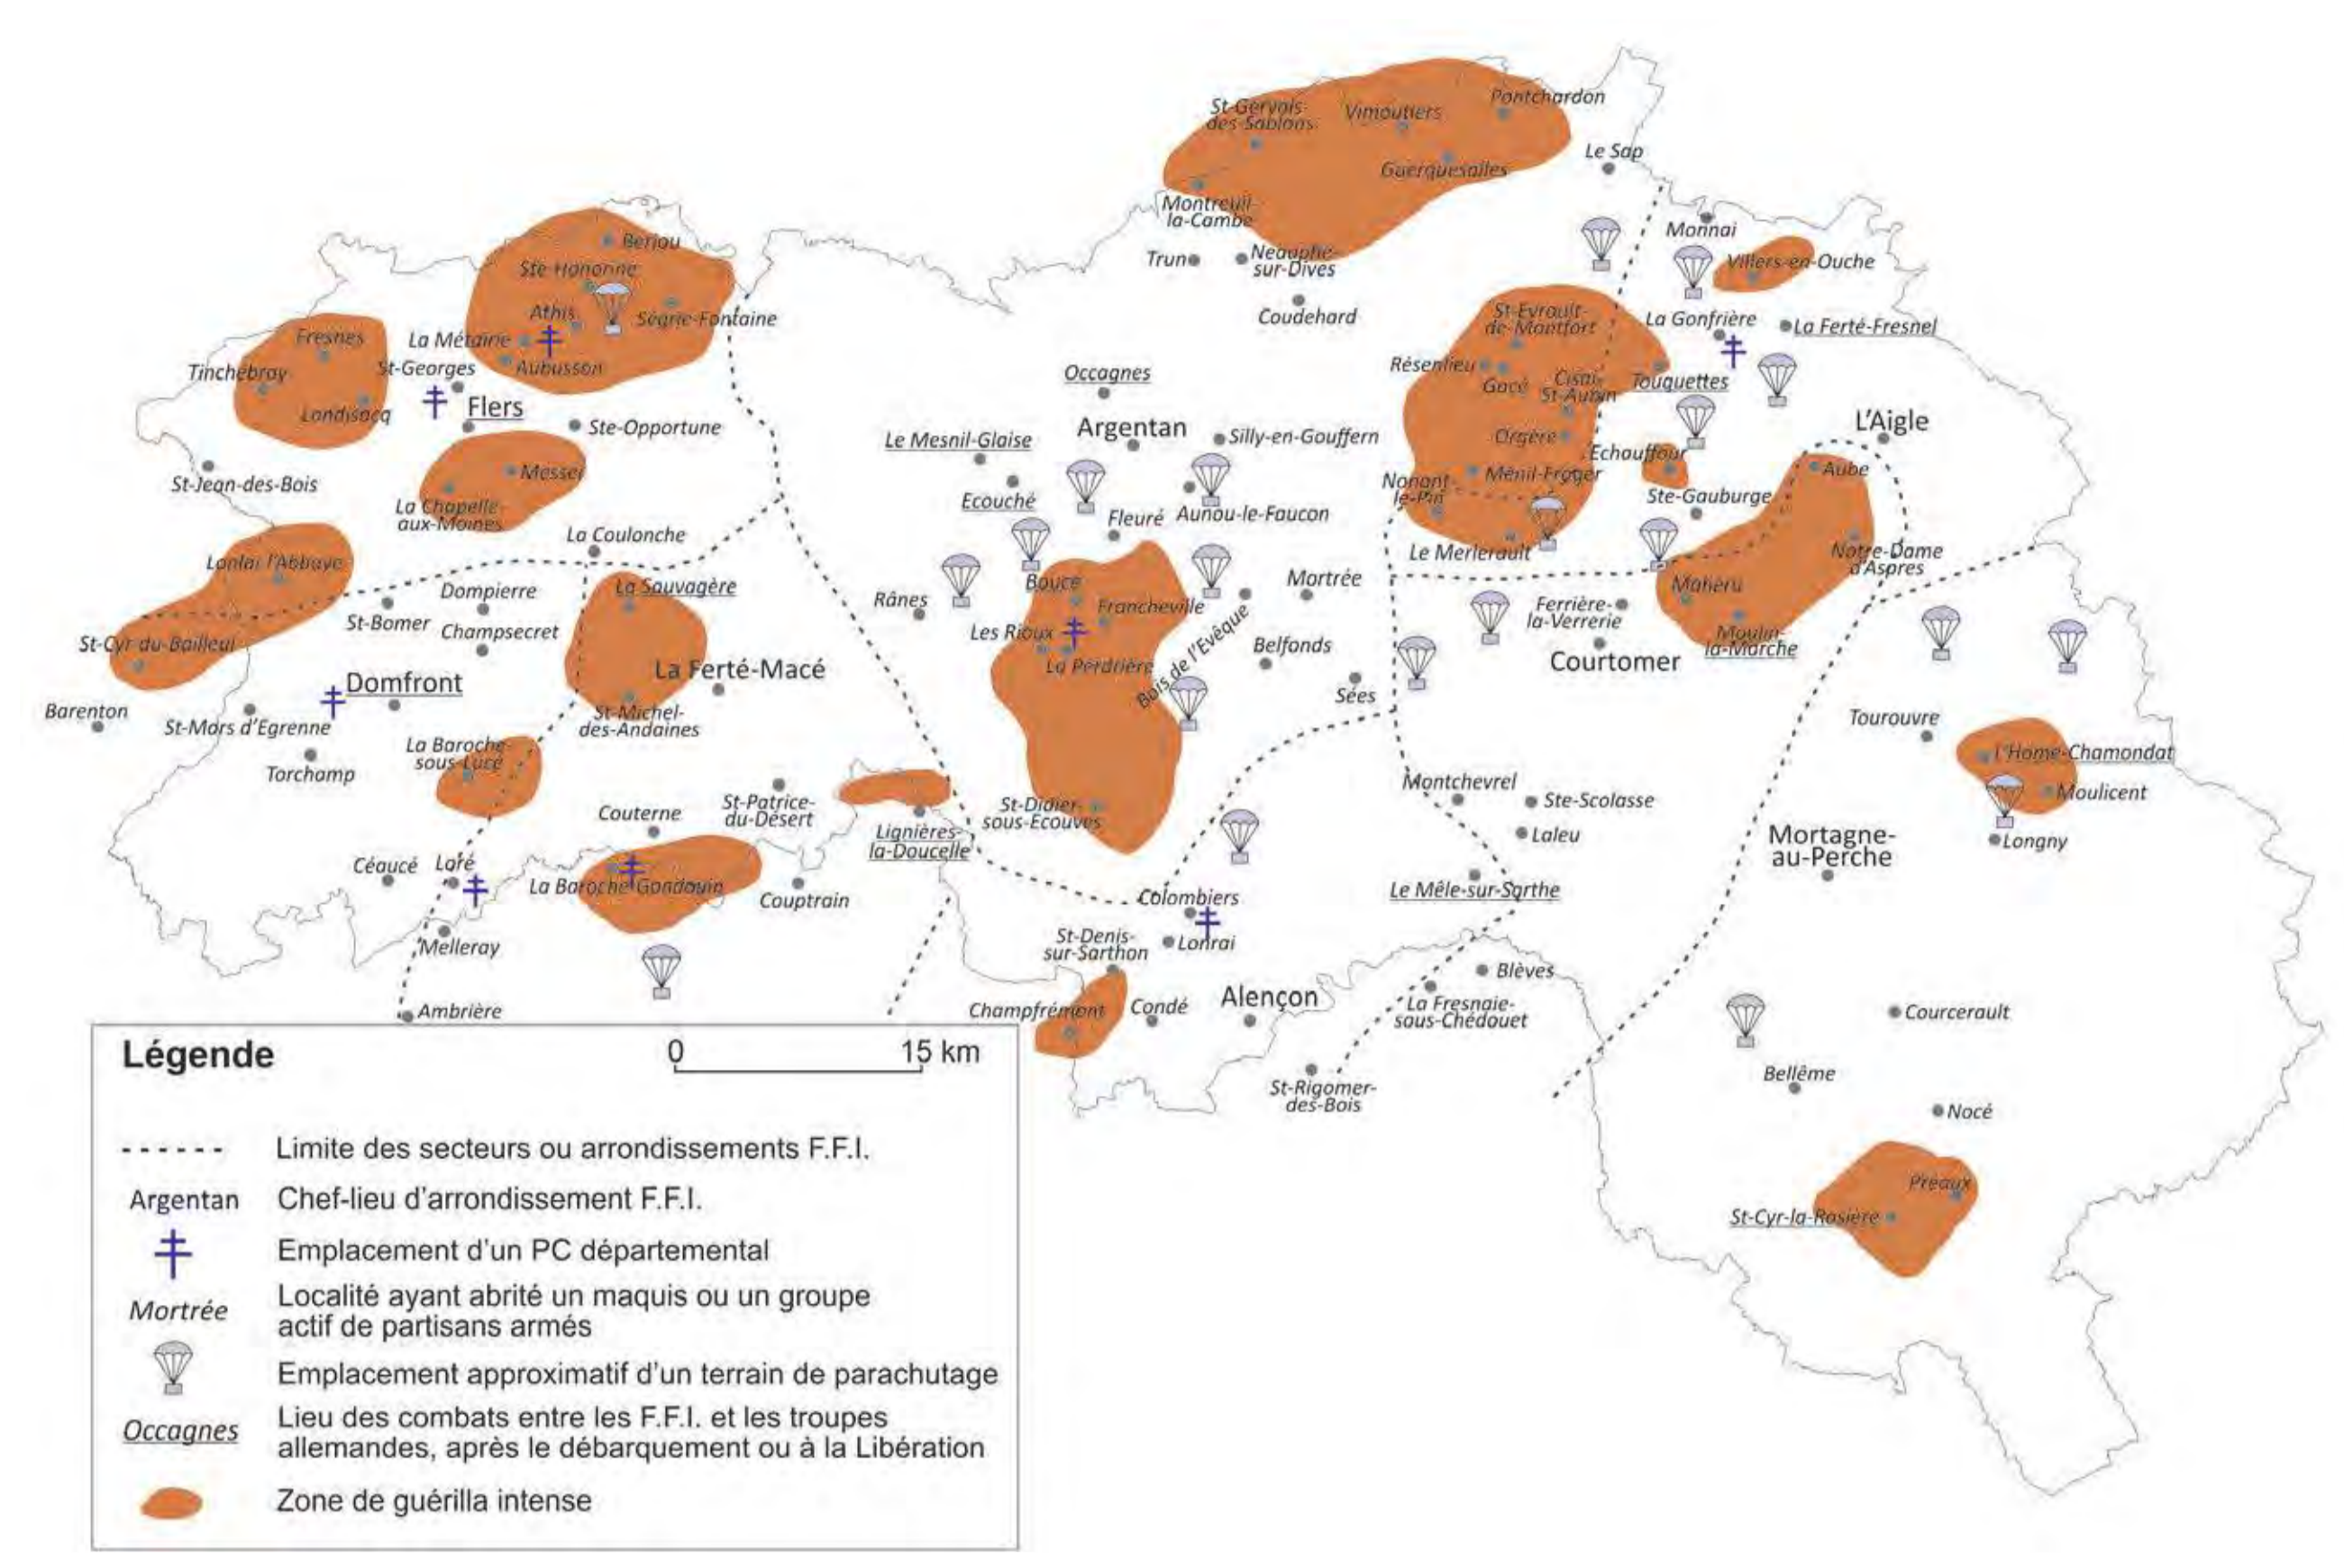 St-Gervais-
des-Sablons
Vimoutiers
Pontchardon
Le Sap
Guerquesalles
Montreuil-
la-Cambe
Trun
Neauphe-
sur-Dives
Coudehard
Monnai
Villers-en-Ouche
La Gonfrière
La Ferté-Fresnel
Berjou
Ste-Honorine
Athis
Ségrie-Fontaine
La Métairie
Aubusson
St-Georges
Flers
Fresnes
Tinchebray
Landisacq
Ste-Opportune
St-Jean-des-Bois
Messei
La Chapelle-
aux-Moines
Occagnes
Argentan
Le Mesnil-Glaise
Silly-en-Gouffern
Ecouché
Fleuré
Aunou-le-Faucon
St-Evroult-
de-Montfort
Résenlieu
Gacé
Cisai-
St-Aubin
Touquettes
Orgère
Echauffour
Ménil-Froger
Nonant-
le-Pin
Le Merlerault
L'Aigle
Aube
Ste-Gauburge
Notre-Dame
d'Aspres
Mahéru
Moulin-
la-Marche
Ferrière-
la-Verrerie
Courtomer
La Coulonche
Lonlai l'Abbaye
Dompierre
La Sauvagère
St-Bomer
Champsecret
St-Cyr-du-Bailleul
La Ferté-Macé
Domfront
Barenton
St-Mors d'Egrenne
Torchamp
St-Michel-
des-Andaines
La Baroche-
sous-Lucé
Rânes
Boucé
Francheville
Les Rioux
La Perdrière
Bois de l'Evêque
Mortrée
Belfonds
Sées
Tourouvre
L'Home-Chamondat
Moulicent
Longny
Mortagne-
au-Perche
Montchevrel
Ste-Scolasse
Laleu
Le Mêle-sur-Sarthe
Couterne
St-Patrice-
du-Désert
Lignières-
la-Doucelle
St-Didier-
sous-Ecouves
Céaucé
Loré
La Baroche-Gondouin
Couptrain
Melleray
Ambrière
Colombiers
Lonrai
St-Denis-
sur-Sarthon
Champfrémont
Condé
Alençon
Blèves
La Fresnaie-
sous-Chédouet
St-Rigomer-
des-Bois
Courcerault
Bellême
Nocé
Préaux
St-Cyr-la-Rosière
Légende
0 15 km
Limite des secteurs ou arrondissements F.F.I.
Argentan Chef-lieu d'arrondissement F.F.I.
Emplacement d'un PC départemental
Mortrée Localité ayant abrité un maquis ou un groupe
actif de partisans armés
Emplacement approximatif d'un terrain de parachutage
Occagnes Lieu des combats entre les F.F.I. et les troupes
allemandes, après le débarquement ou à la Libération
Zone de guérilla intense